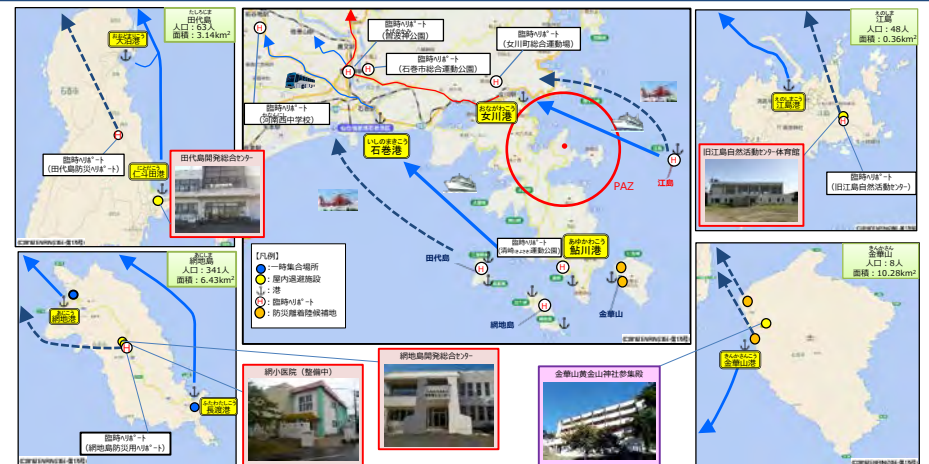 たしろじま
田代島
人口：63人
面積：3.14km²
おおどまりこう
大泊港
臨時ヘリポート
（田代島防災ヘリポート）
にとだこう
仁斗田港
田代島開発総合センター
臨時ヘリポート
（曽波神公園）
臨時ヘリポート
（石巻市総合運動公園）
臨時ヘリポート
（女川町総合運動場）
臨時ヘリポート
（河南西中学校）
おながわこう
女川港
いしのまきこう
石巻港
PAZ
江島
臨時ヘリポート
あゆかわこう
鮎川港
田代島
網地島
金華山
【凡例】
：一時集合場所
：屋内退避施設
：港
H：臨時ヘリポート
：防災離着陸候補地
えのしま
江島
人口：48人
面積：0.36km²
えのしまこう
江島港
旧江島自然活動センター体育館
臨時ヘリポート
（旧江島自然活動センター）
あじしま
網地島
人口：341人
面積：6.43km²
あじこう
網地港
ふたわたしこう
長渡港
臨時ヘリポート
（網地島防災用ヘリポート）
網小医院（整備中）
網地島開発総合センター
金華山黄金山神社参集殿
きんかさん
金華山
人口：8人
面積：10.28km²
きんかさんこう
金華山港